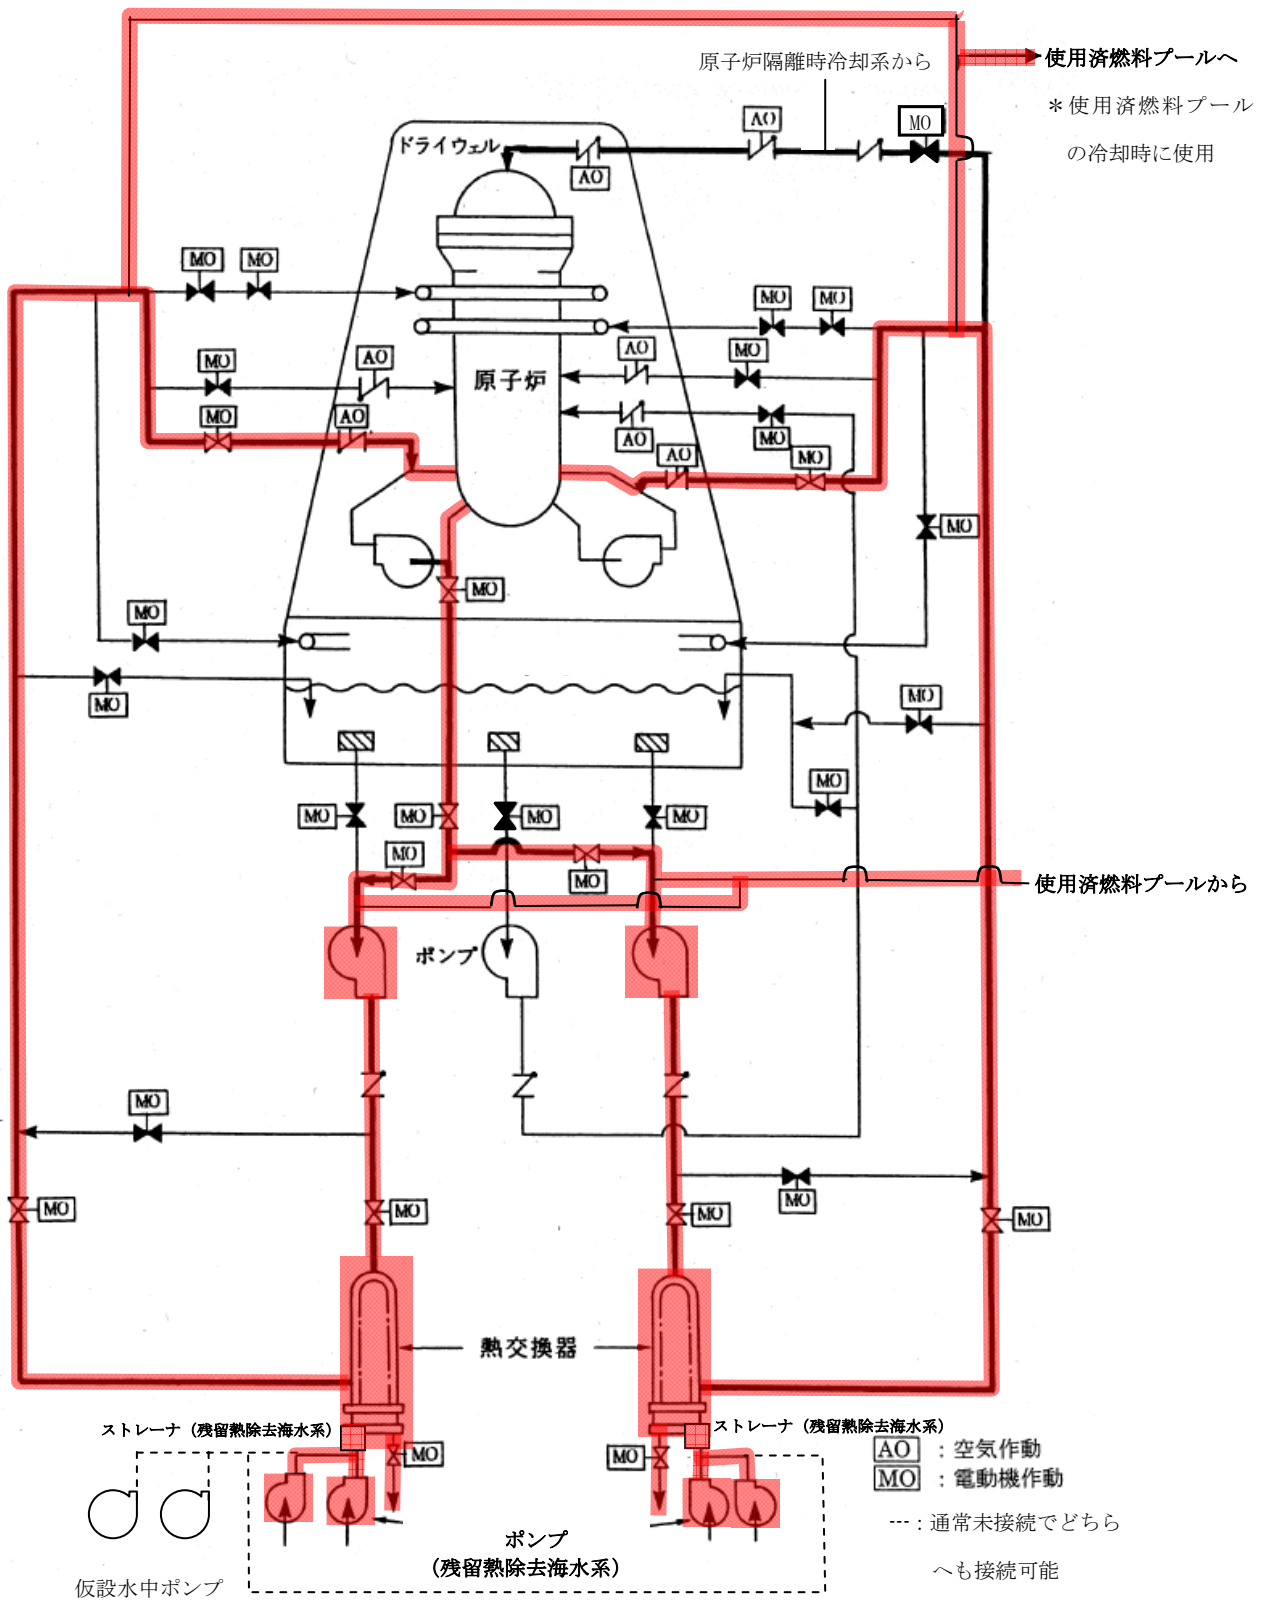 使用済燃料プールへ
原子炉隔離時冷却系から
＊使用済燃料プール
の冷却時に使用
AO
MO
ドライウェル
AO
MO
MO
MO
MO
AO
MO
MO
AO
原子炉
MO
AO
AO
MO
AO
MO
MO
MO
MO
MO
MO
MO
MO
MO
MO
MO
MO
MO
MO
ポンプ
使用済燃料プールから
MO
MO
MO
MO
MO
MO
熱交換器
ストレーナ（残留熱除去海水系）
ストレーナ（残留熱除去海水系）
MO
MO
AO ：空気作動
MO ：電動機作動
---：通常未接続でどちら
へも接続可能
ポンプ
（残留熱除去海水系）
仮設水中ポンプ